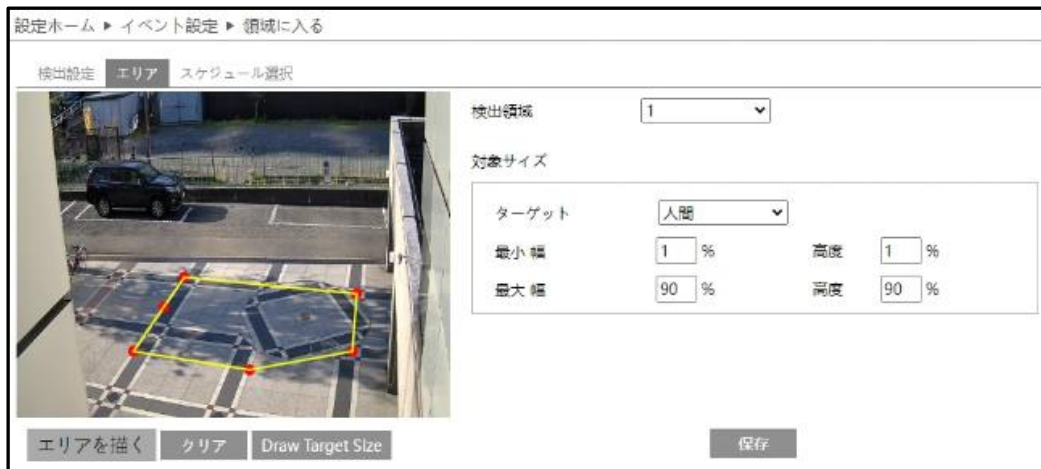 設定ホーム ▶ イベント設定 ▶ 領域に入る
検出設定 エリア スケジュール選択
検出領域 1
対象サイズ
ターゲット 人間
最小 幅 1 % 高度 1 %
最大 幅 90 % 高度 90 %
エリアを描く クリア Draw Target Size 保存